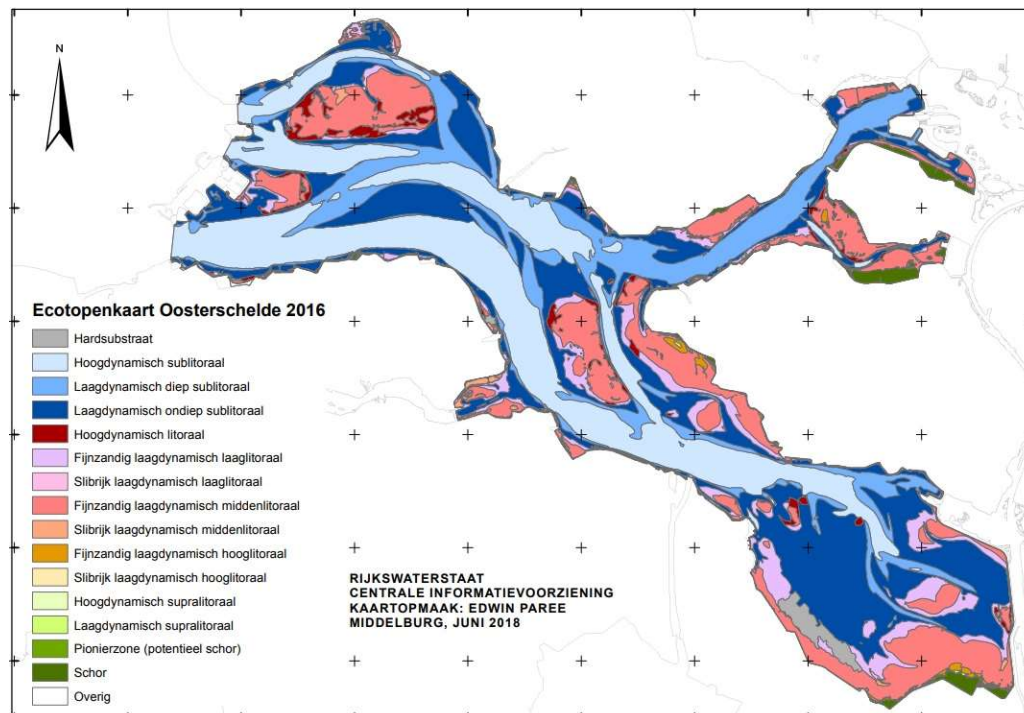 N
Ecotopenkaart Oosterschelde 2016
Hardsubstraat
Hoogdynamisch sublitoraal
Laagdynamisch diep sublitoraal
Laagdynamisch ondiep sublitoraal
Hoogdynamisch litoraal
Fijnzandig laagdynamisch laaglitoraal
Slibrijk laagdynamisch laaglitoraal
Fijnzandig laagdynamisch middenlitoraal
Slibrijk laagdynamisch middenlitoraal
Fijnzandig laagdynamisch hooglitoraal
Slibrijk laagdynamisch hooglitoraal
Hoogdynamisch supralitoraal
Laagdynamisch supralitoraal
Pionierzone (potentieel schor)
Schor
Overig
RIJKSWATERSTAAT
CENTRALE INFORMATIEVOORZIENING
KAARTOPMAAK: EDWIN PAREE
MIDDELBURG, JUNI 2018